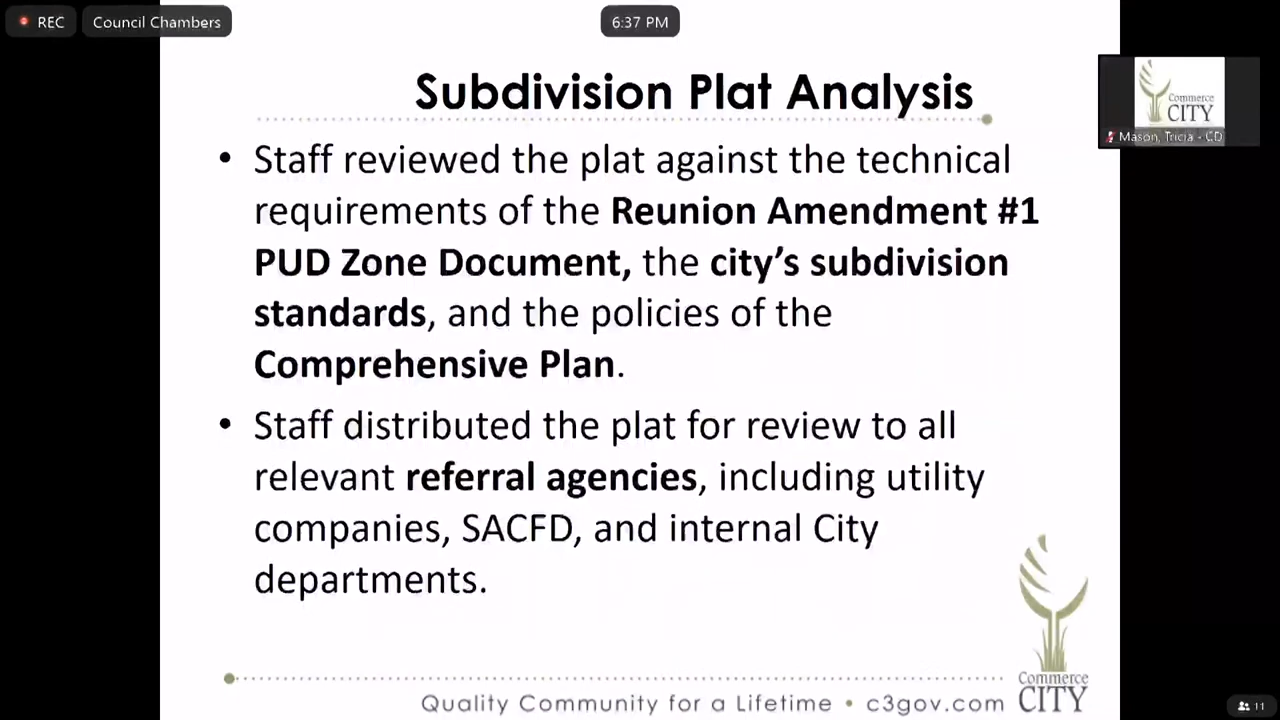 REC
Council Chambers
6:37 PM
Subdivision Plat Analysis
Commerce
CITY
Mason, Tricia - CD
• Staff reviewed the plat against the technical
requirements of the Reunion Amendment #1
PUD Zone Document, the city’s subdivision
standards, and the policies of the
Comprehensive Plan.
• Staff distributed the plat for review to all
relevant referral agencies, including utility
companies, SACFD, and internal City
departments.
Commerce
CITY
Quality Community for a Lifetime • c3gov.com
11